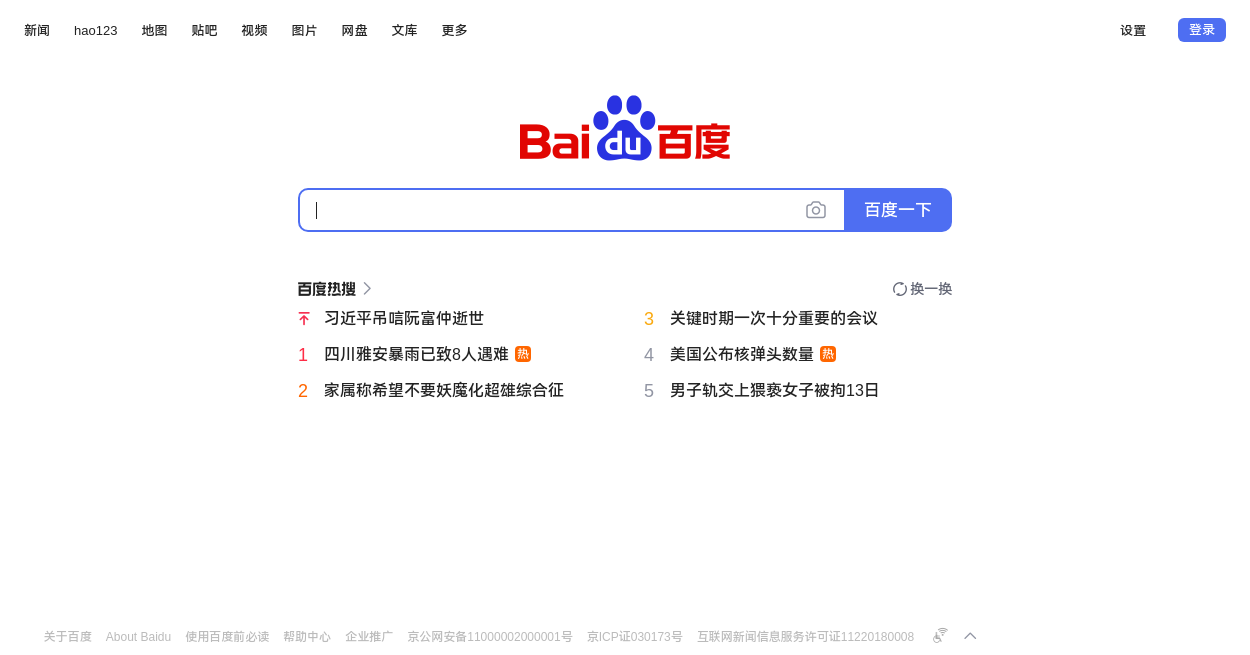 新闻 hao123 地图 贴吧 视频 图片 网盘 文库 更多 设置 登录
Bai du 百度
百度一下
百度热搜 换一换
习近平吊唁阮富仲逝世
1 四川雅安暴雨已致8人遇难 热
2 家属称希望不要妖魔化超雄综合征
3 关键时期一次十分重要的会议
4 美国公布核弹头数量 热
5 男子轨交上猥亵女子被拘13日
关于百度 About Baidu 使用百度前必读 帮助中心 企业推广 京公网安备11000002000001号 京ICP证030173号 互联网新闻信息服务许可证11220180008